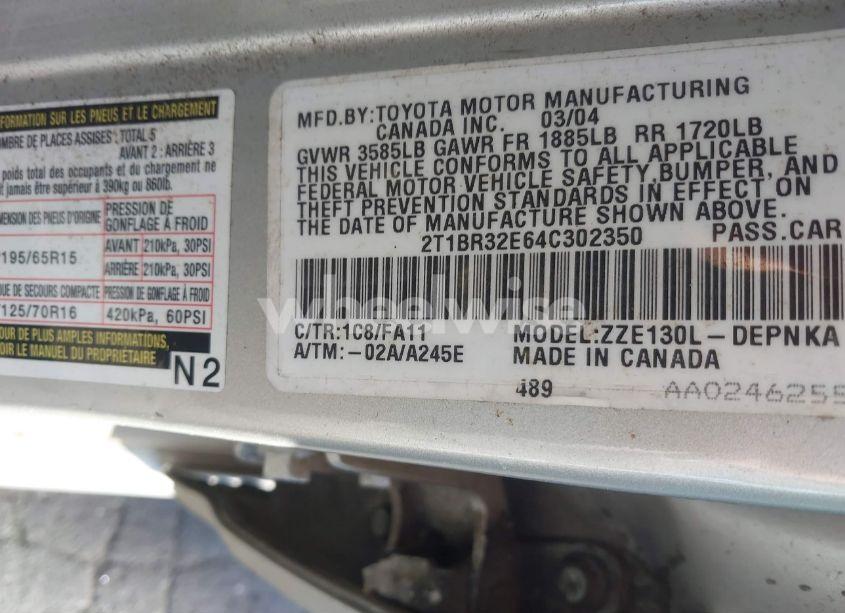 INFORMATION SUR LES PNEUS ET LE CHARGEMENT
NOMBRE DE PLACES ASSISES: TOTAL 5
AVANT 2: ARRIÈRE 3
poids total des occupants et du chargement ne
it jamais être supérieur à 390kg ou 860lb.
MENSION DES PNEUS D'ORIGINE
PRESSION DE GONFLAGE À FROID
195/65R15
AVANT 210kPa, 30PSI
ARRIÈRE 210kPa, 30PSI
UE DE SECOURS COMPACTE
PRESSION DE GONFLAGE À FROID
125/70R16
420kPa, 60PSI
OUR DE PLUS AMPLES INFORMATIONS,
OIR LE MANUEL DU PROPRIÉTAIRE
N2
MFD.BY:TOYOTA MOTOR MANUFACTURING
CANADA INC. 03/04
GVWR 3585LB GAWR FR 1885LB RR 1720LB
THIS VEHICLE CONFORMS TO ALL APPLICABLE
FEDERAL MOTOR VEHICLE SAFETY,BUMPER, AND
THEFT PREVENTION STANDARDS IN EFFECT ON
THE DATE OF MANUFACTURE SHOWN ABOVE.
2T1BR32E64C302350 PASS.CAR
C/TR:1C8/FA11 MODEL:ZZE130L-DEPNKA
A/TM:-02A/A245E MADE IN CANADA
489 AA0246255
wheelwise